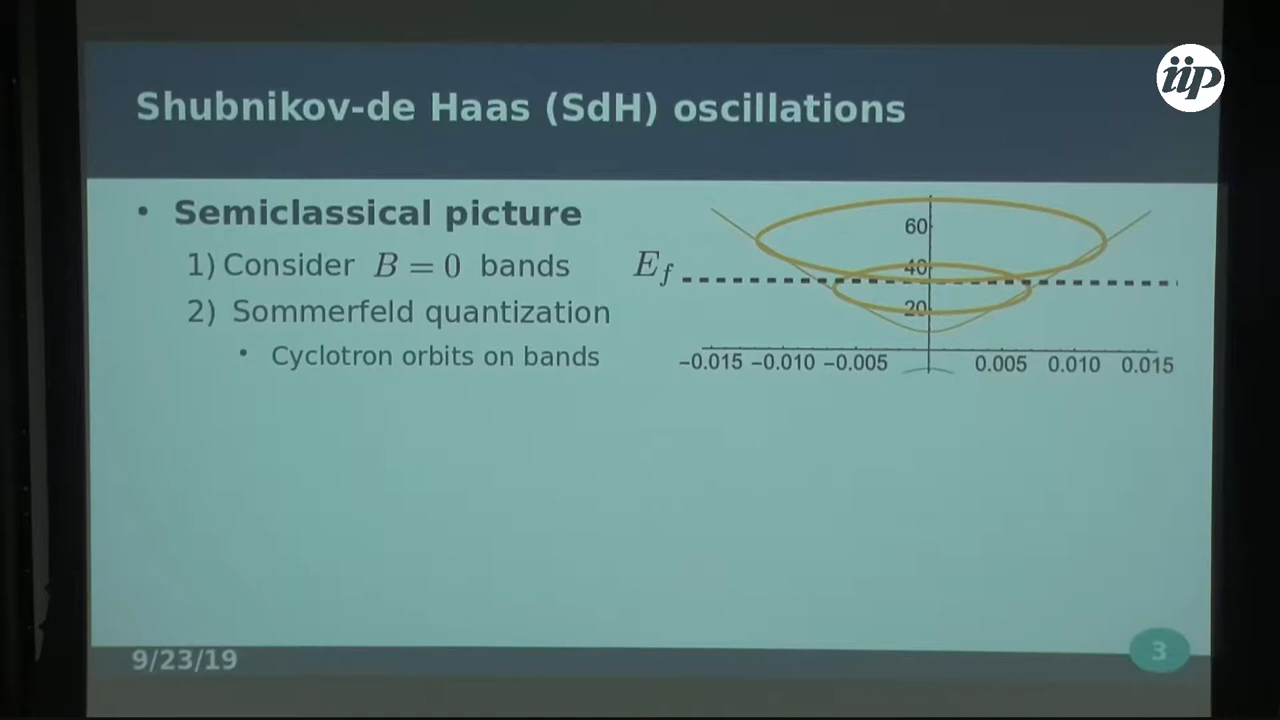 iip
Shubnikov-de Haas (SdH) oscillations
• Semiclassical picture
1) Consider B = 0 bands
2) Sommerfeld quantization
• Cyclotron orbits on bands
E_f
60
40
20
−0.015 −0.010 −0.005 0.005 0.010 0.015
9/23/19
3